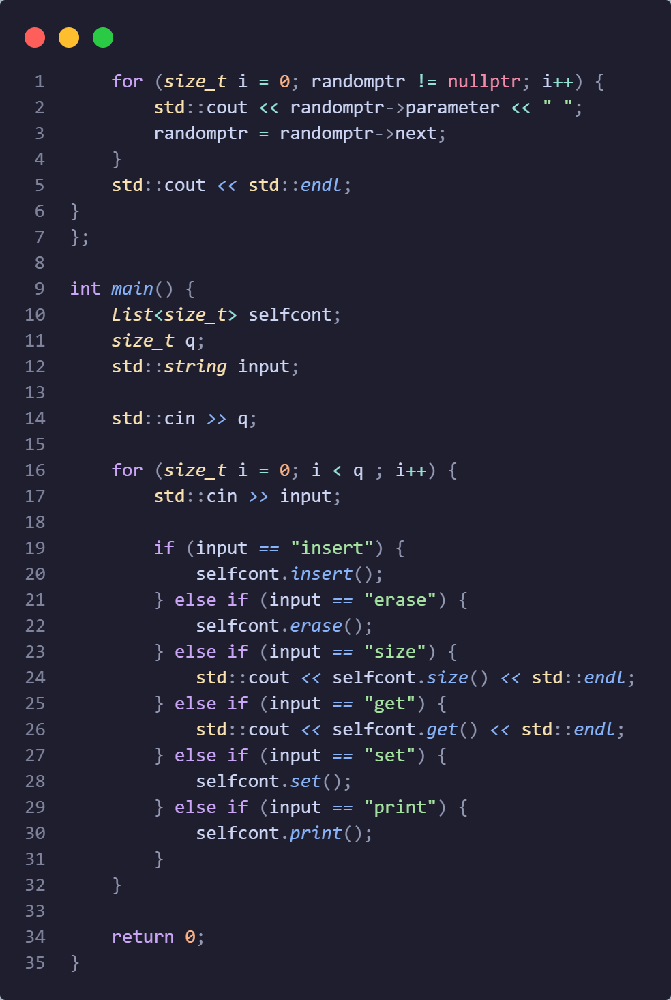 1 for (size_t i = 0; randomptr != nullptr; i++) {
2 std::cout << randomptr->parameter << " ";
3 randomptr = randomptr->next;
4 }
5 std::cout << std::endl;
6 }
7 };
8
9 int main() {
10 List<size_t> selfcont;
11 size_t q;
12 std::string input;
13
14 std::cin >> q;
15
16 for (size_t i = 0; i < q ; i++) {
17 std::cin >> input;
18
19 if (input == "insert") {
20 selfcont.insert();
21 } else if (input == "erase") {
22 selfcont.erase();
23 } else if (input == "size") {
24 std::cout << selfcont.size() << std::endl;
25 } else if (input == "get") {
26 std::cout << selfcont.get() << std::endl;
27 } else if (input == "set") {
28 selfcont.set();
29 } else if (input == "print") {
30 selfcont.print();
31 }
32 }
33
34 return 0;
35 }